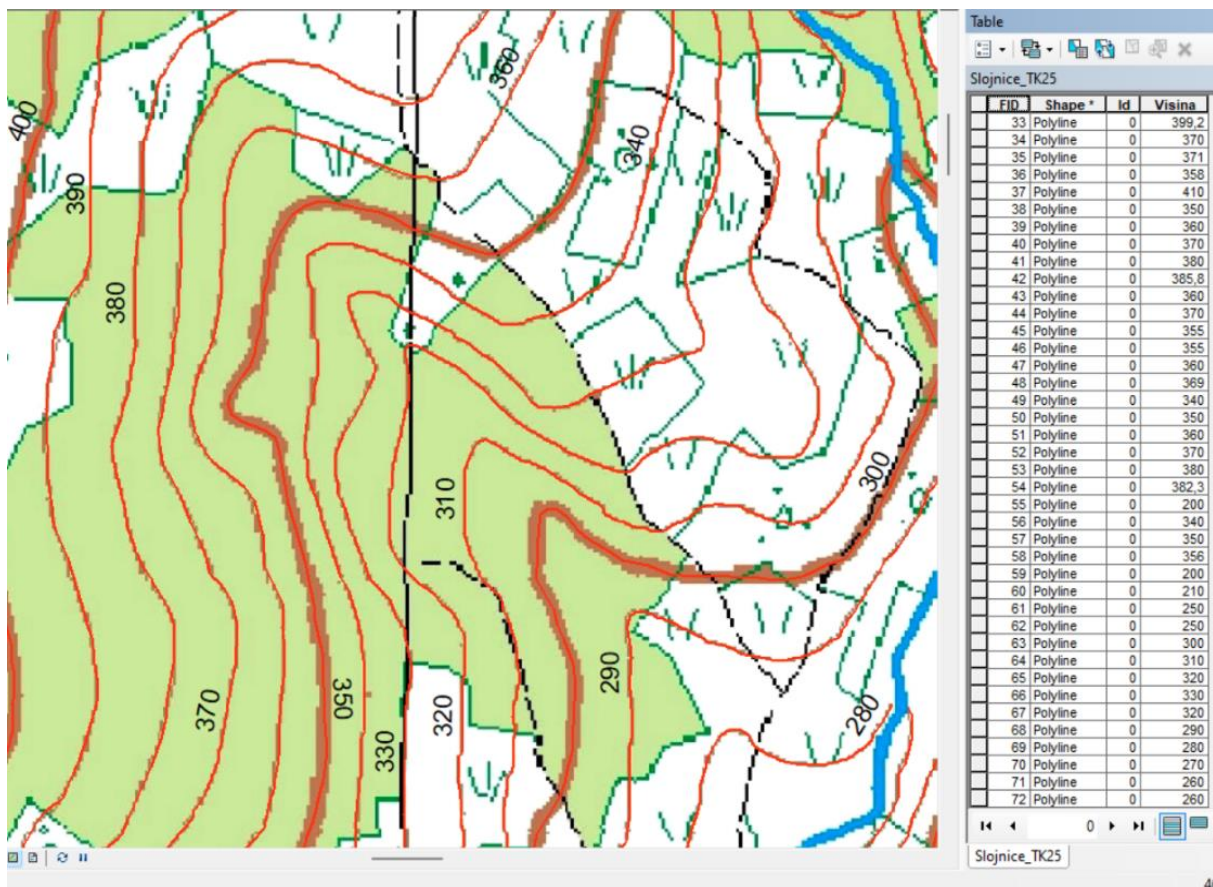 360
400
340
390
380
300
310
290
370
350
320
280
330
Table
Slojnice_TK25
FID Shape * Id Visina
33 Polyline 0 399,2
34 Polyline 0 370
35 Polyline 0 371
36 Polyline 0 358
37 Polyline 0 410
38 Polyline 0 350
39 Polyline 0 360
40 Polyline 0 370
41 Polyline 0 380
42 Polyline 0 385,8
43 Polyline 0 360
44 Polyline 0 370
45 Polyline 0 355
46 Polyline 0 355
47 Polyline 0 360
48 Polyline 0 369
49 Polyline 0 340
50 Polyline 0 350
51 Polyline 0 360
52 Polyline 0 370
53 Polyline 0 380
54 Polyline 0 382,3
55 Polyline 0 200
56 Polyline 0 340
57 Polyline 0 350
58 Polyline 0 356
59 Polyline 0 200
60 Polyline 0 210
61 Polyline 0 250
62 Polyline 0 250
63 Polyline 0 300
64 Polyline 0 310
65 Polyline 0 320
66 Polyline 0 330
67 Polyline 0 320
68 Polyline 0 290
69 Polyline 0 280
70 Polyline 0 270
71 Polyline 0 260
72 Polyline 0 260
0
Slojnice_TK25